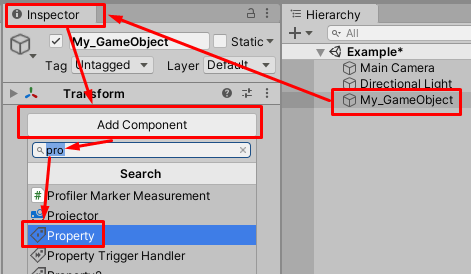 Inspector
My_GameObject
Static
Tag Untagged Layer Default
Transform
Add Component
pro
Search
# Profiler Marker Measurement
Projector
Property
Property Trigger Handler
Hierarchy
All
Example*
Main Camera
Directional Light
My_GameObject